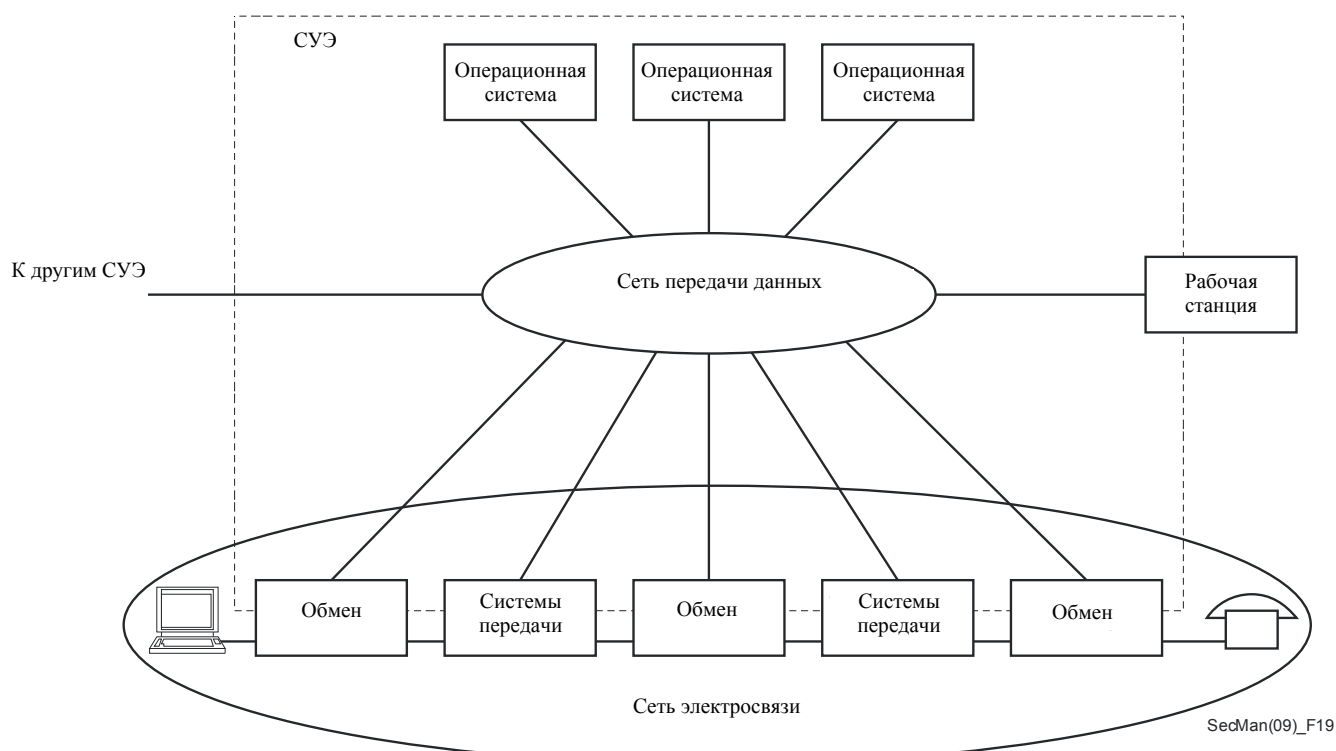 СУЭ
Операционная
система
Операционная
система
Операционная
система
К другим СУЭ
Сеть передачи данных
Рабочая
станция
Обмен
Системы
передачи
Обмен
Системы
передачи
Обмен
Сеть электросвязи
SecMan(09)_F19